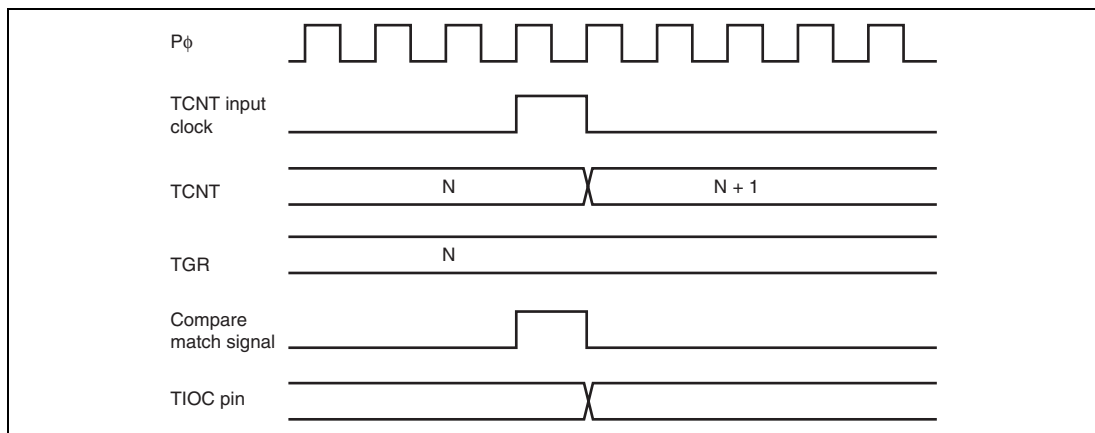 Pϕ
TCNT input
clock
TCNT
N
N + 1
TGR
N
Compare
match signal
TIOC pin